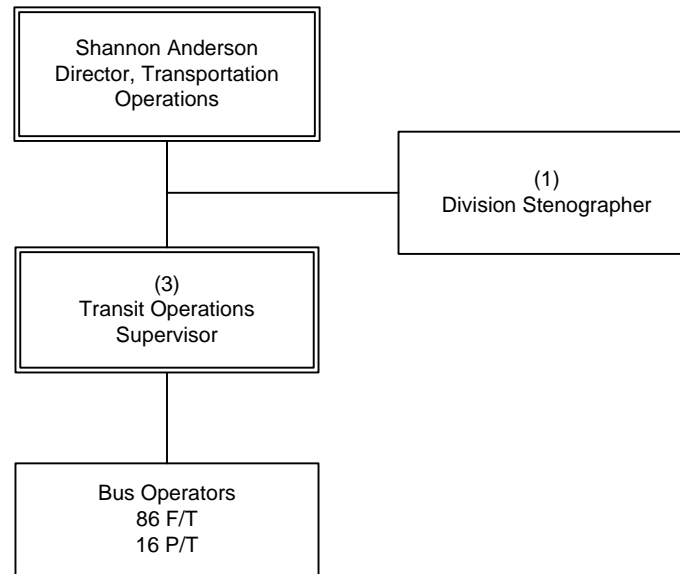 Shannon Anderson
Director, Transportation
Operations
(1)
Division Stenographer
(3)
Transit Operations
Supervisor
Bus Operators
86 F/T
16 P/T